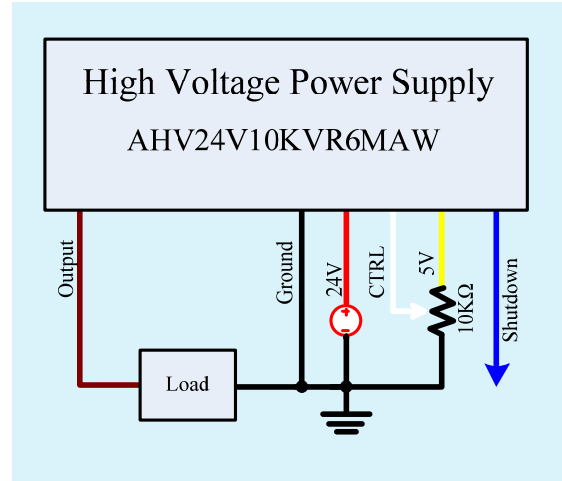 High Voltage Power Supply
AHV24V10KVR6MAW
Output
Ground
24V
CTRL
5V
10KΩ
Shutdown
Load